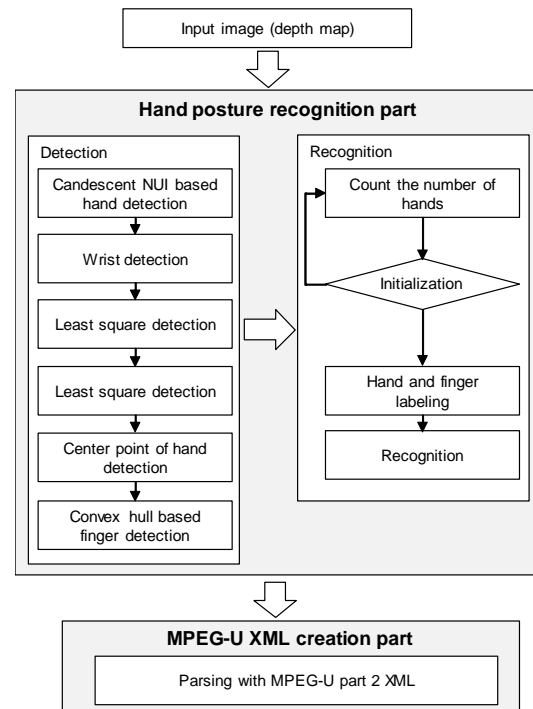 Input image (depth map)
Hand posture recognition part
Detection
Candescent NUI based
hand detection
Wrist detection
Least square detection
Least square detection
Center point of hand
detection
Convex hull based
finger detection
Recognition
Count the number of
hands
Initialization
Hand and finger
labeling
Recognition
MPEG-U XML creation part
Parsing with MPEG-U part 2 XML